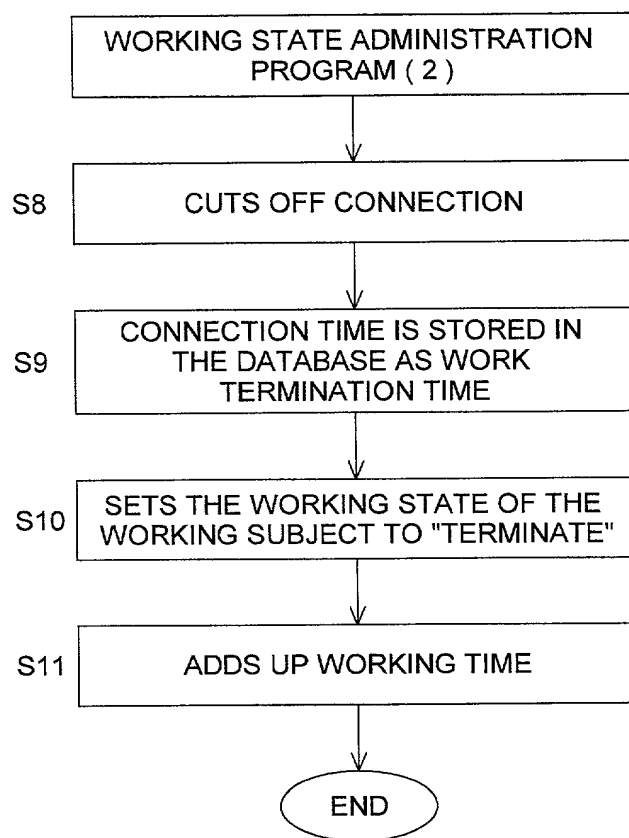 WORKING STATE ADMINISTRATION
PROGRAM ( 2 )
S8
CUTS OFF CONNECTION
S9
CONNECTION TIME IS STORED IN
THE DATABASE AS WORK
TERMINATION TIME
S10
SETS THE WORKING STATE OF THE
WORKING SUBJECT TO "TERMINATE"
S11
ADDS UP WORKING TIME
END